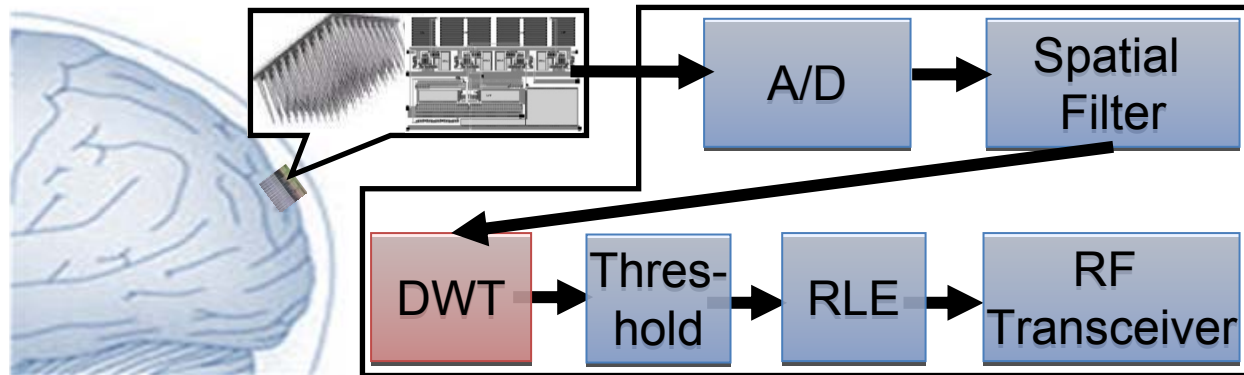 A/D
Spatial
Filter
DWT
Thres-
hold
RLE
RF
Transceiver